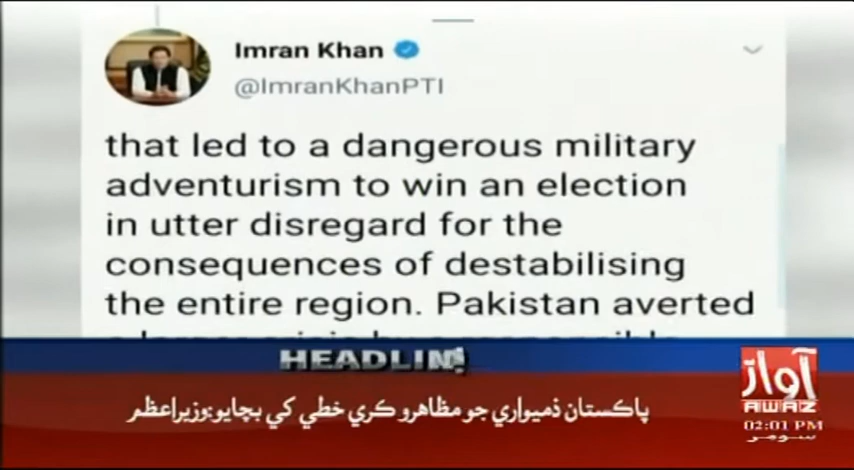 Imran Khan
@ImranKhanPTI
that led to a dangerous military
adventurism to win an election
in utter disregard for the
consequences of destabilising
the entire region. Pakistan averted
HEADLIN
پاڪستان ذميواري جو مظاهرو ڪري خطي کي بچايو:وزيراعظم
آواز
AWAZ
02:01 PM
سومر